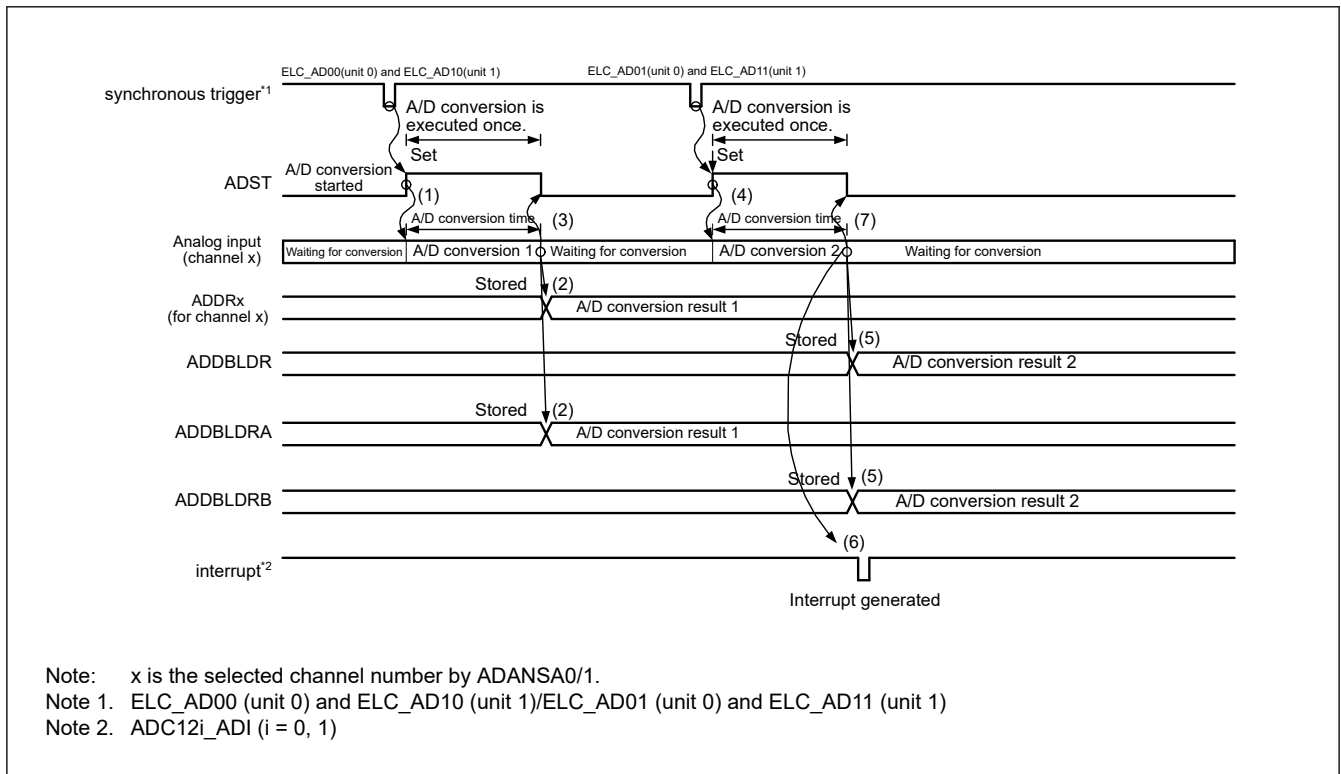 ELC_AD00(unit 0) and ELC_AD10(unit 1)
ELC_AD01(unit 0) and ELC_AD11(unit 1)
synchronous trigger*1
A/D conversion is
executed once.
A/D conversion is
executed once.
Set
Set
ADST
A/D conversion
started
(1)
(4)
A/D conversion time
(3)
A/D conversion time
(7)
Analog input
(channel x)
Waiting for conversion
A/D conversion 1
Waiting for conversion
A/D conversion 2
Waiting for conversion
Stored
(2)
ADDRx
(for channel x)
A/D conversion result 1
Stored
(5)
ADDBLDR
A/D conversion result 2
Stored
(2)
ADDBLDRA
A/D conversion result 1
Stored
(5)
ADDBLDRB
A/D conversion result 2
(6)
interrupt*2
Interrupt generated
Note: x is the selected channel number by ADANSA0/1.
Note 1. ELC_AD00 (unit 0) and ELC_AD10 (unit 1)/ELC_AD01 (unit 0) and ELC_AD11 (unit 1)
Note 2. ADC12i_ADI (i = 0, 1)